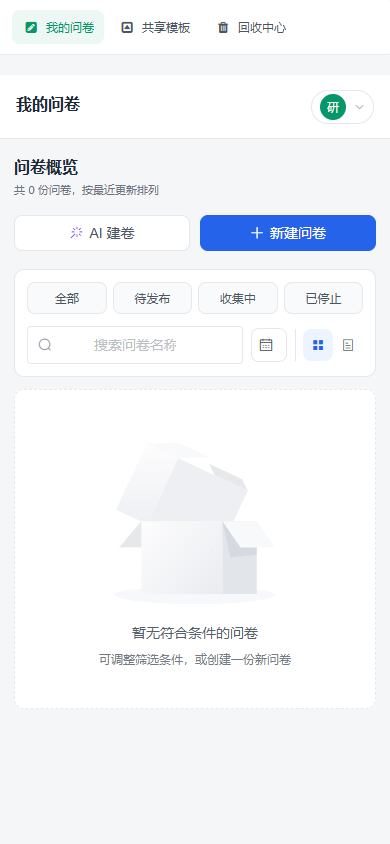 我的问卷
共享模板
回收中心
我的问卷
研
问卷概览
共 0 份问卷，按最近更新排列
AI 建卷
新建问卷
全部
待发布
收集中
已停止
搜索问卷名称
暂无符合条件的问卷
可调整筛选条件，或创建一份新问卷